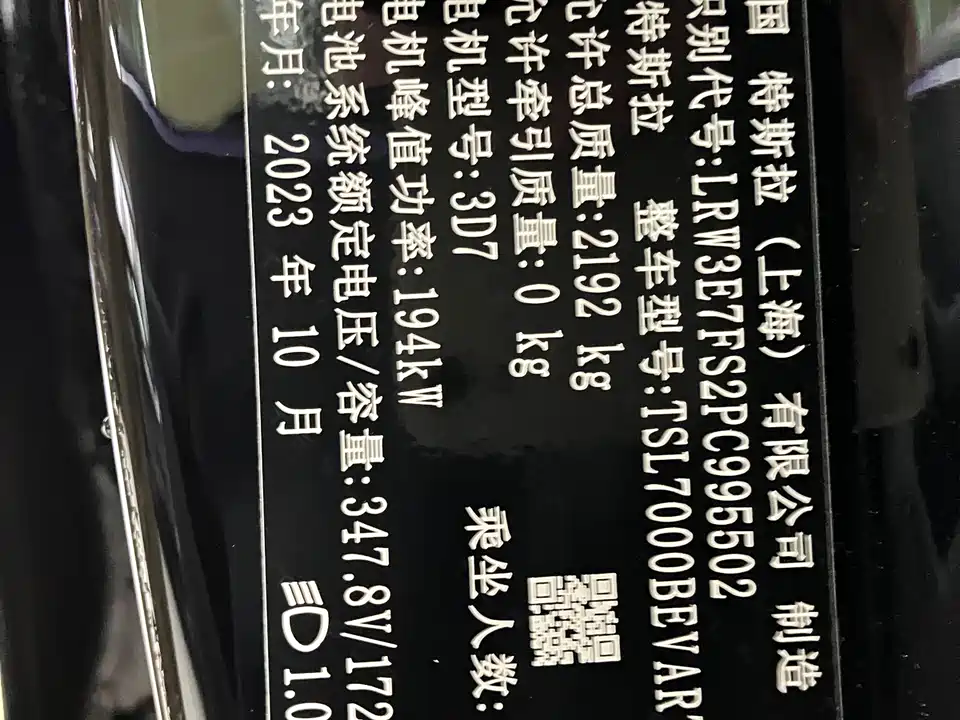 国 特斯拉 (上海) 有限公司 制造
识别代号:LRW3E7FS2PC995502
特斯拉 整车型号:TSL7000BEVAR
允许总质量:2192 kg
允许牵引质量:0 kg
电机型号:3D7 乘坐人数:
电机峰值功率:194kW
电池系统额定电压/容量:347.8V/172
年月: 2023 年 10 月 1.0